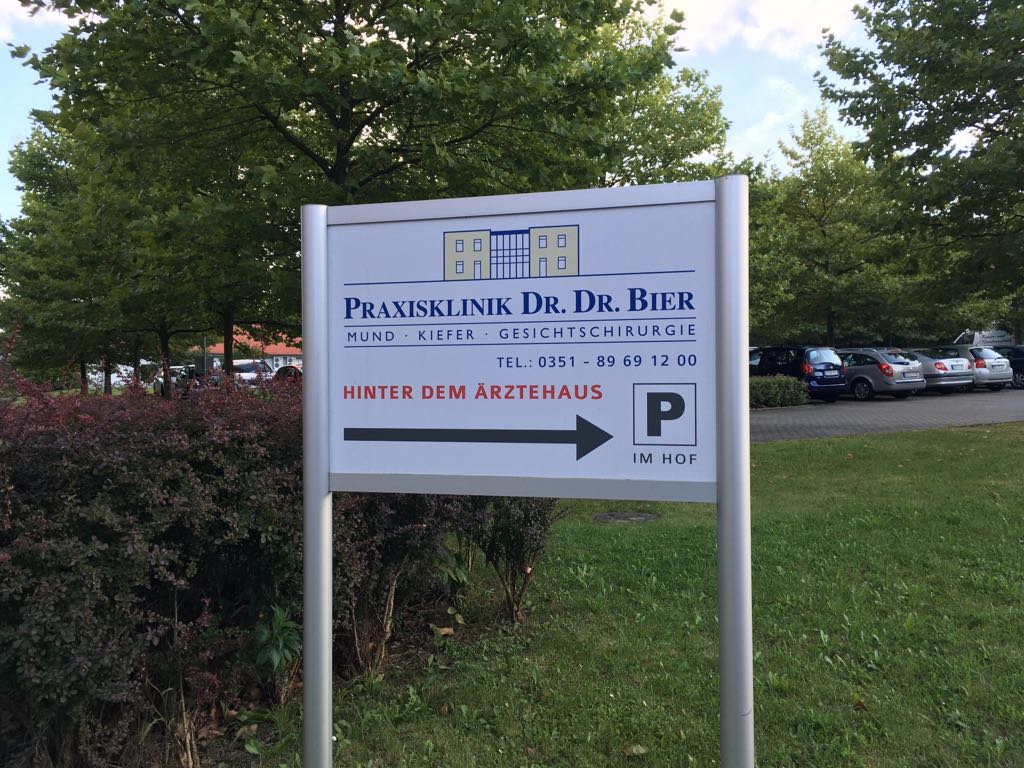 PRAXISKLINIK DR. DR. BIER
MUND · KIEFER · GESICHTSCHIRURGIE
TEL.: 0351 - 89 69 12 00
HINTER DEM ÄRZTEHAUS
P
IM HOF